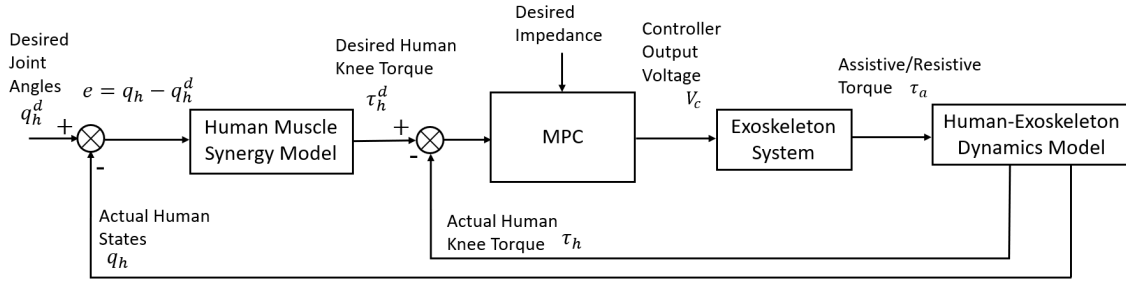 Desired
Joint
Angles
q_h^d
+
-
e = q_h − q_h^d
Human Muscle
Synergy Model
Desired Human
Knee Torque
τ_h^d
+
-
Desired
Impedance
MPC
Controller
Output
Voltage
V_c
Exoskeleton
System
Assistive/Resistive
Torque τ_a
Human-Exoskeleton
Dynamics Model
Actual Human
Knee Torque τ_h
Actual Human
States
q_h